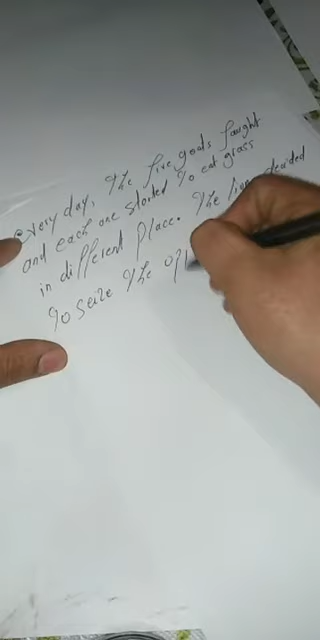 every day, the five goats fought
and each one started to eat grass
in different place. The lion decided
to seize the op